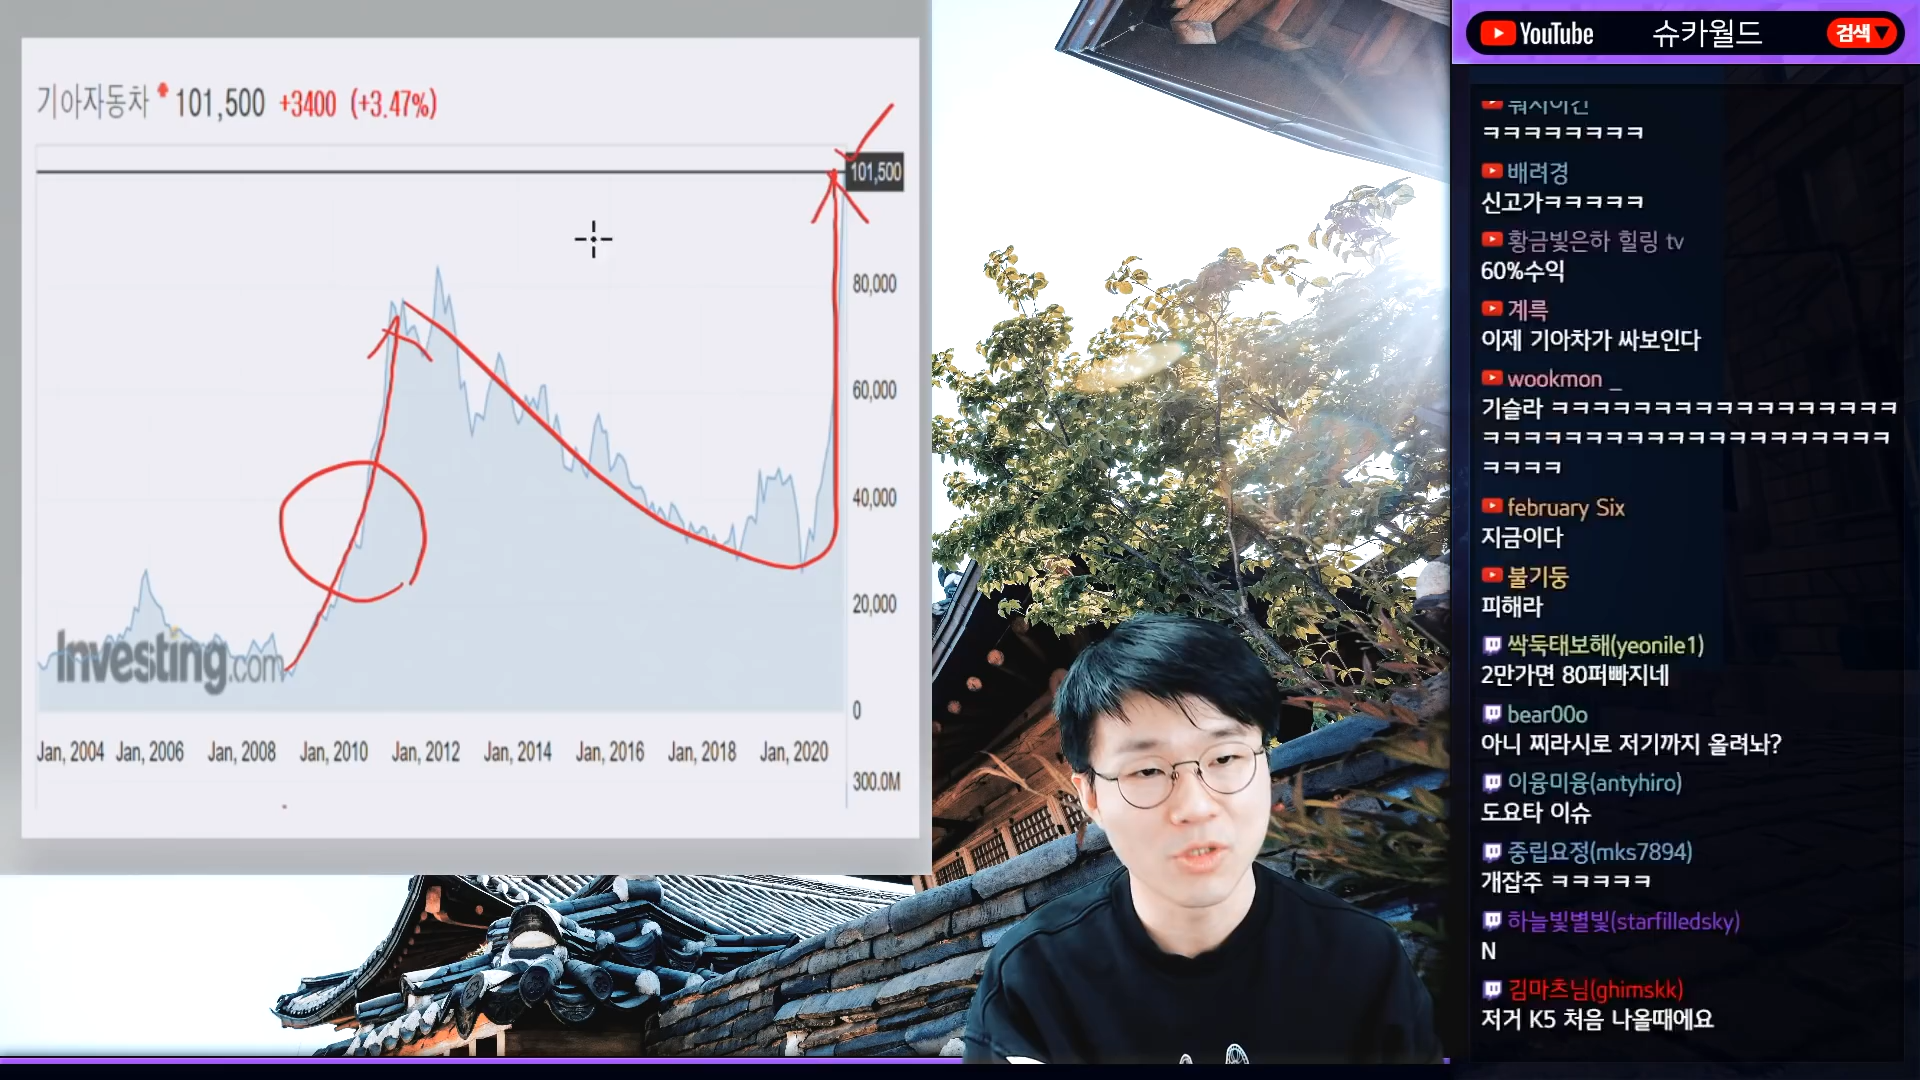 기아자동차 101,500 +3400 (+3.47%)
101,500
80,000
60,000
40,000
20,000
0
Investing.com
Jan, 2004 Jan, 2006 Jan, 2008 Jan, 2010 Jan, 2012 Jan, 2014 Jan, 2016 Jan, 2018 Jan, 2020
300.0M
YouTube 슈카월드 검색▼
ㅋㅋㅋㅋㅋㅋㅋㅋ
배려경
신고가ㅋㅋㅋㅋㅋ
황금빛은하 힐링 tv
60%수익
계륵
이제 기아차가 싸보인다
wookmon _
기슬라 ㅋㅋㅋㅋㅋㅋㅋㅋㅋㅋㅋㅋㅋㅋㅋㅋㅋ
ㅋㅋㅋㅋㅋㅋㅋㅋㅋㅋㅋㅋㅋㅋㅋㅋㅋㅋㅋㅋ
ㅋㅋㅋㅋ
february Six
지금이다
불기둥
피해라
싹둑태보해(yeonile1)
2만가면 80퍼빠지네
bear00o
아니 찌라시로 저기까지 올려놔?
이융미융(antyhiro)
도요타 이슈
중립요정(mks7894)
개잡주 ㅋㅋㅋㅋㅋ
하늘빛별빛(starfilledsky)
N
김마츠님(ghimskk)
저거 K5 처음 나올때에요